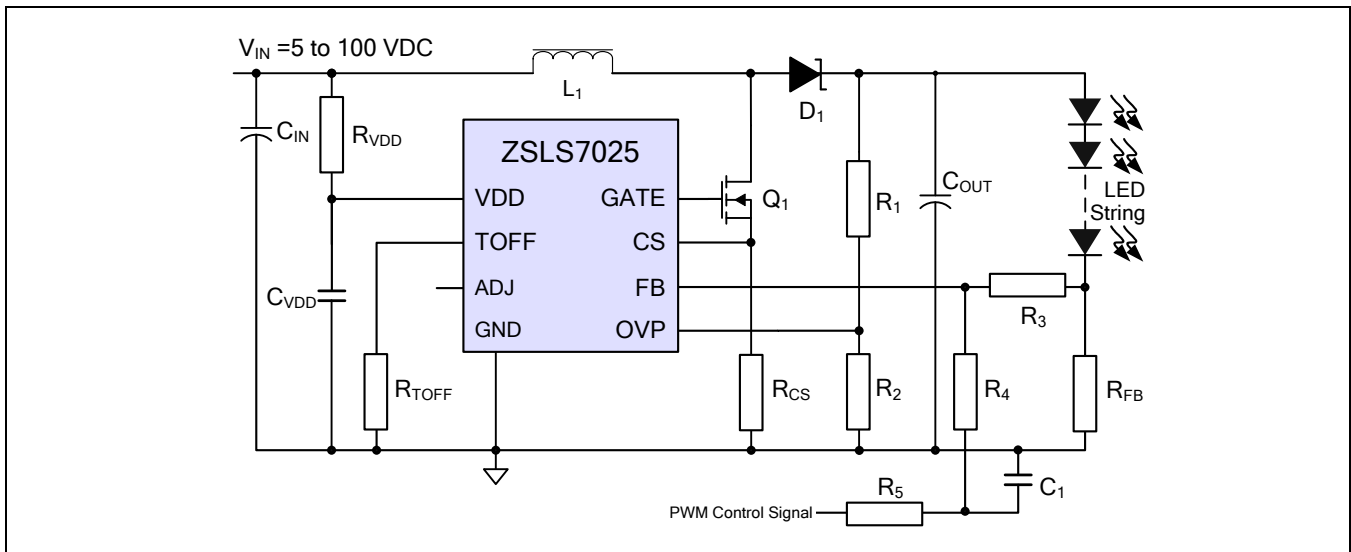 V_IN =5 to 100 VDC
L_1
D_1
C_IN
R_VDD
ZSLS7025
VDD
GATE
Q_1
R_1
C_OUT
LED
String
TOFF
CS
C_VDD
ADJ
FB
R_3
GND
OVP
R_TOFF
R_CS
R_2
R_4
R_FB
R_5
C_1
PWM Control Signal